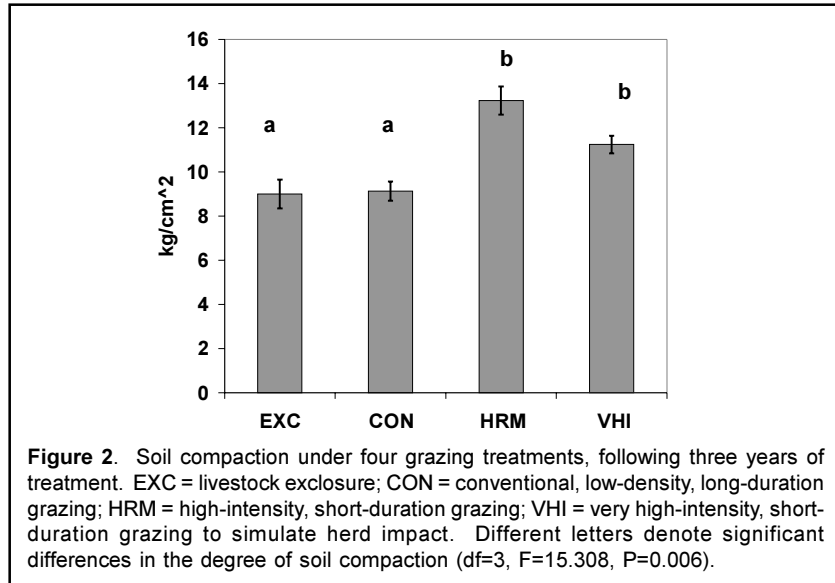 16
14
12
10
8
6
4
2
0
kg/cm^2
a
a
b
b
EXC
CON
HRM
VHI
Figure 2. Soil compaction under four grazing treatments, following three years of
treatment. EXC = livestock exclosure; CON = conventional, low-density, long-duration
grazing; HRM = high-intensity, short-duration grazing; VHI = very high-intensity, short-
duration grazing to simulate herd impact. Different letters denote significant
differences in the degree of soil compaction (df=3, F=15.308, P=0.006).